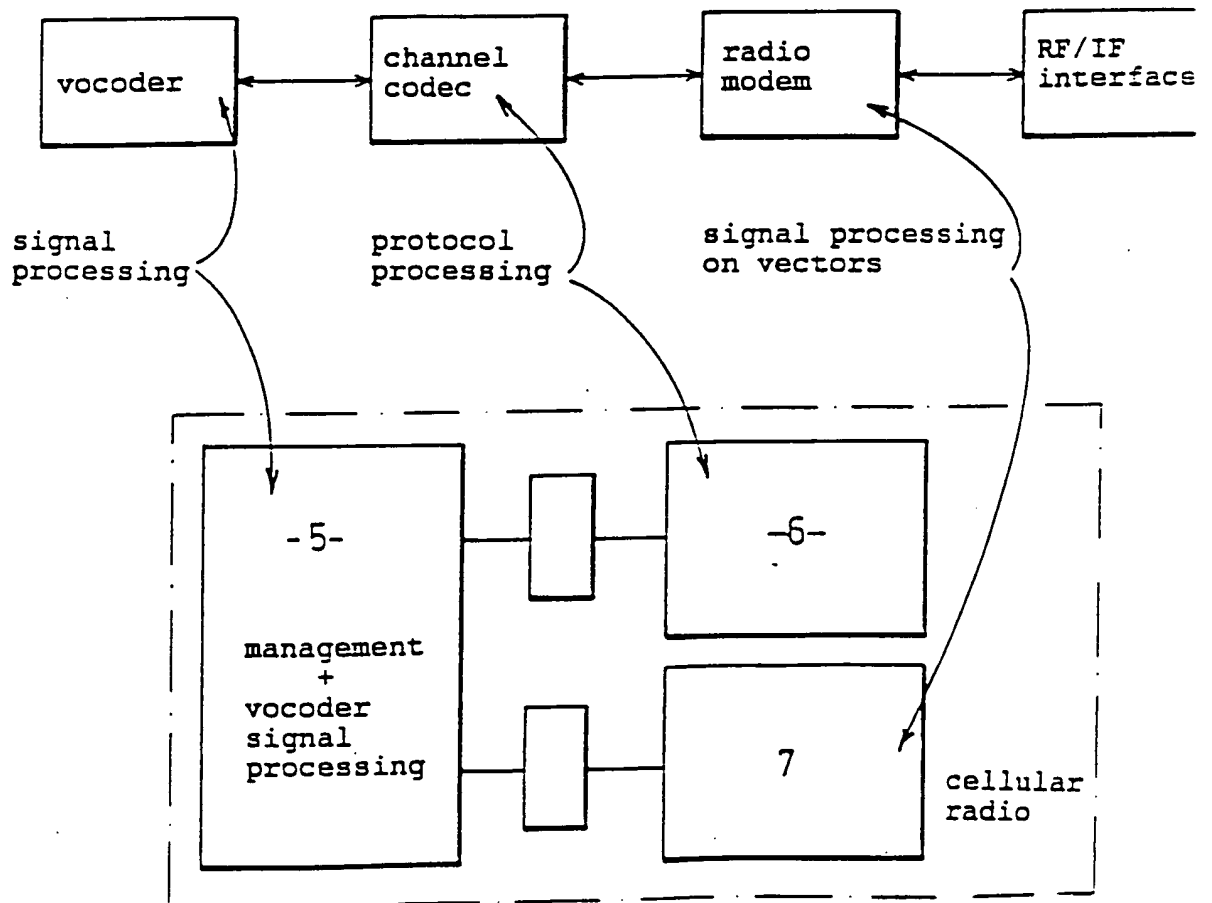 vocoder
channel
codec
radio
modem
RF/IF
interface
signal
processing
protocol
processing
signal processing
on vectors
-5-
management
+
vocoder
signal
processing
-6-
7
cellular
radio